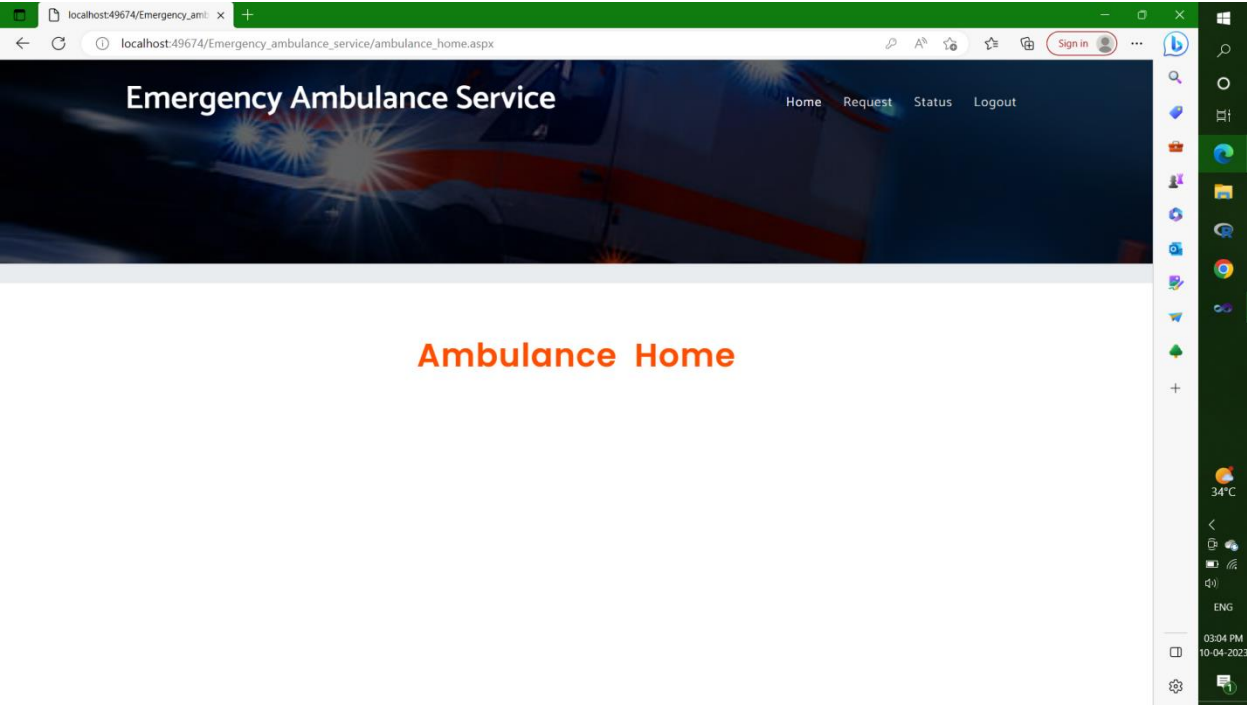 localhost:49674/Emergency_amb
localhost:49674/Emergency_ambulance_service/ambulance_home.aspx
Sign in
Emergency Ambulance Service
Home Request Status Logout
Ambulance Home
34°C
ENG
03:04 PM
10-04-2023
1